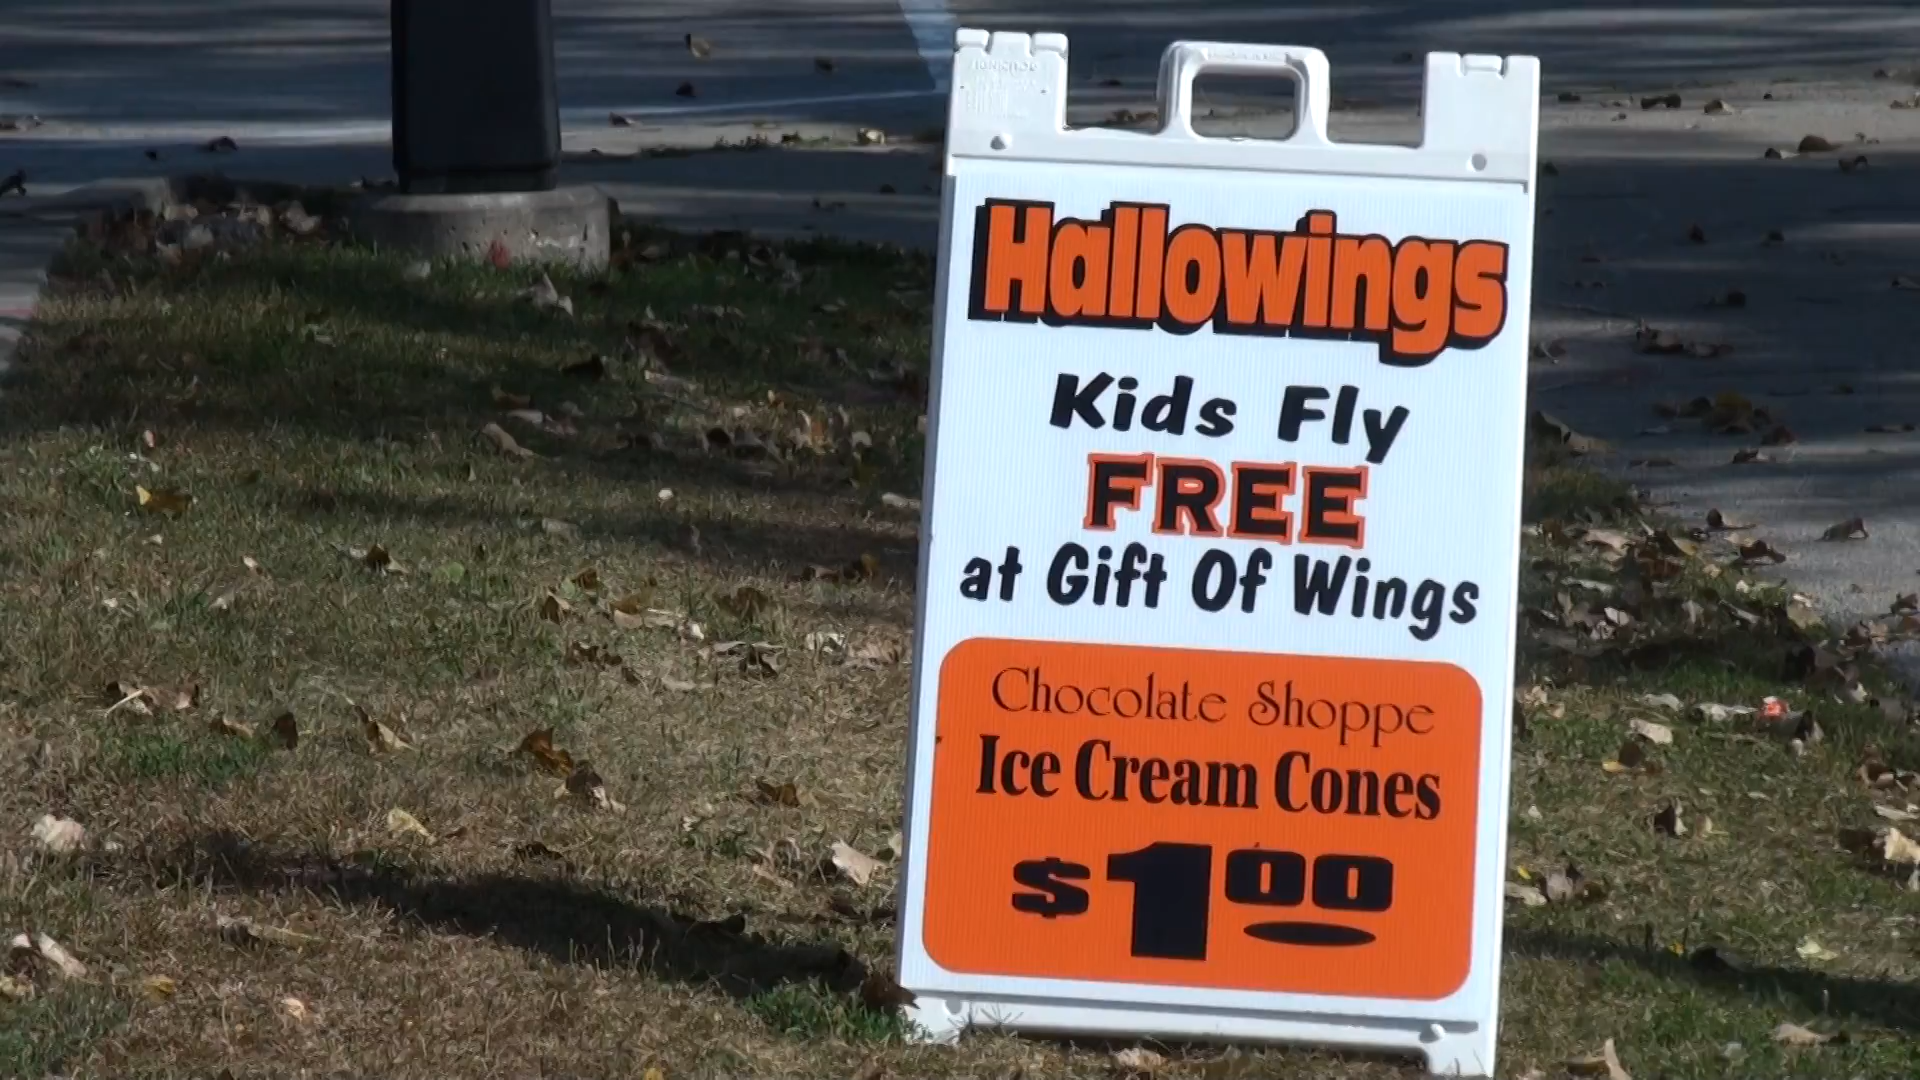 Hallowings
Kids Fly
FREE
at Gift Of Wings
Chocolate Shoppe
Ice Cream Cones
$1.00